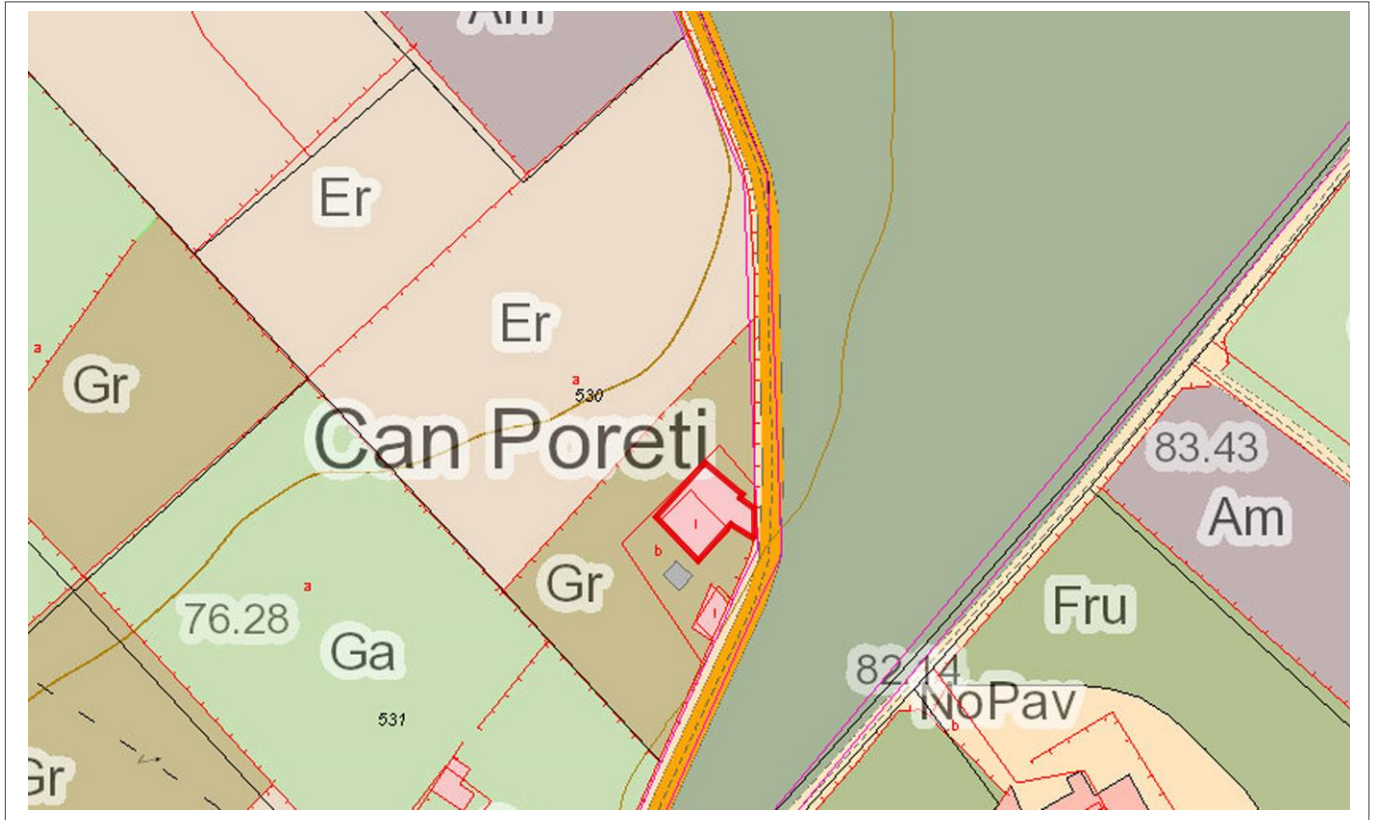 Am
Er
Er
a
Gr
a
530
Can Poreti
83.43
Am
I
b
Gr
I
a
76.28
Fru
Ga
82.14
NoPav
b
531
Gr